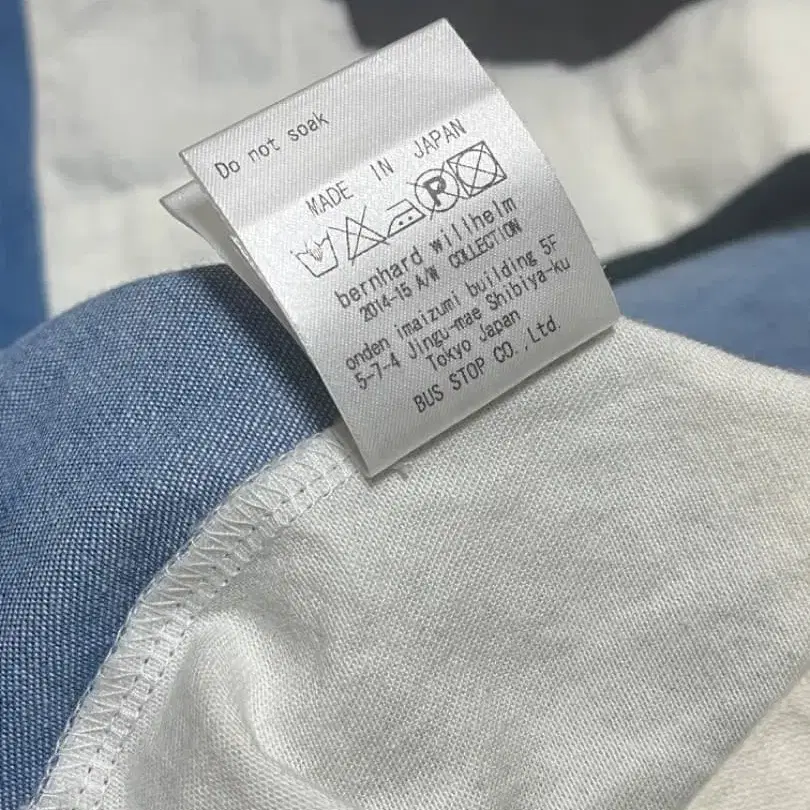 Do not soak
MADE IN JAPAN
P
bernhard willhelm
2014-15 A/W COLLECTION
onden imaizumi building 5F
5-7-4 Jingu-mae Shibiya-ku
Tokyo Japan
BUS STOP CO.,Ltd.